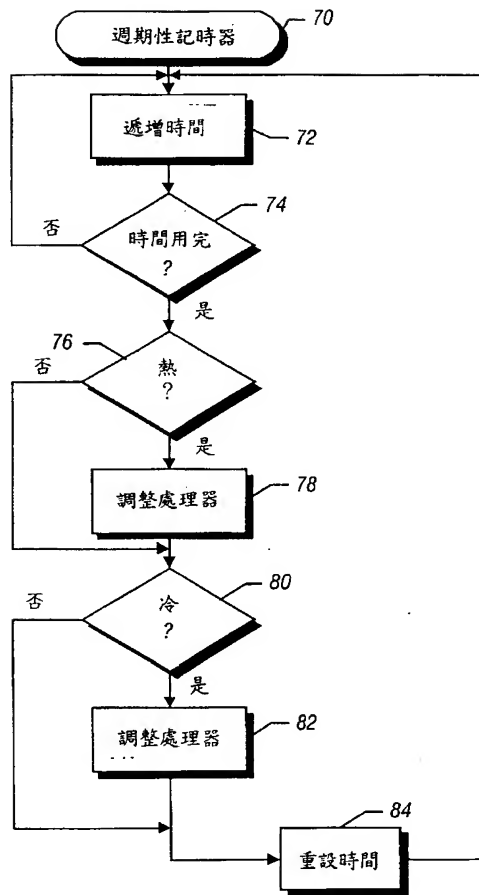 週期性記時器
70
遞增時間
72
時間用完
?
74
否
是
熱
?
76
否
是
調整處理器
78
冷
?
80
否
是
調整處理器
82
重設時間
84